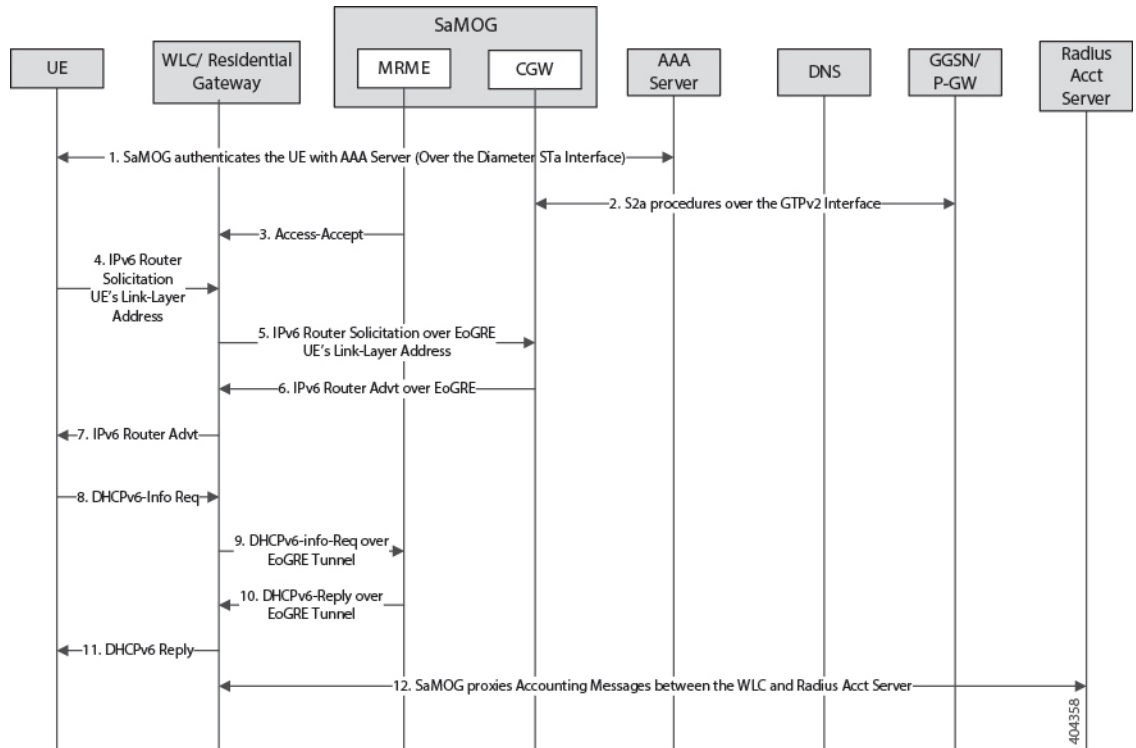 SaMOG
UE
WLC/ Residential
Gateway
MRME
CGW
AAA
Server
DNS
GGSN/
P-GW
Radius
Acct
Server
1. SaMOG authenticates the UE with AAA Server (Over the Diameter STa Interface)
2. S2a procedures over the GTPv2 Interface
3. Access-Accept
4. IPv6 Router
Solicitation
UE's Link-Layer
Address
5. IPv6 Router Solicitation over EoGRE
UE's Link-Layer Address
6. IPv6 Router Advt over EoGRE
7. IPv6 Router Advt
8. DHCPv6-Info Req
9. DHCPv6-info-Req over
EoGRE Tunnel
10. DHCPv6-Reply over
EoGRE Tunnel
11. DHCPv6 Reply
12. SaMOG proxies Accounting Messages between the WLC and Radius Acct Server
404358